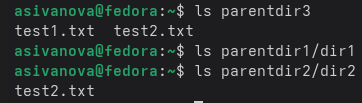 asivanova@fedora:~$ ls parentdir3
test1.txt  test2.txt
asivanova@fedora:~$ ls parentdir1/dir1
asivanova@fedora:~$ ls parentdir2/dir2
test2.txt